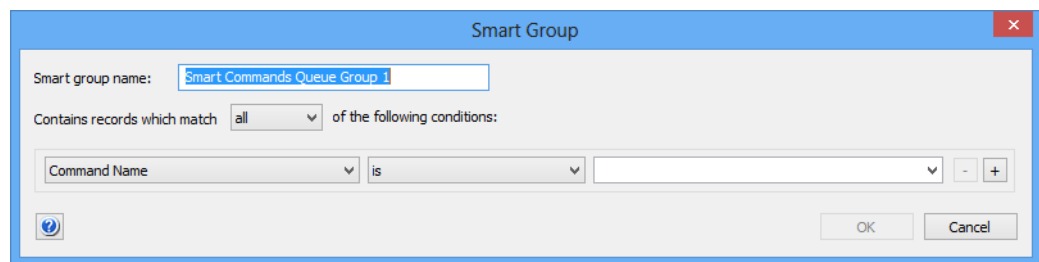 Smart Group
Smart group name: Smart Commands Queue Group 1
Contains records which match all of the following conditions:
Command Name is - +
OK Cancel